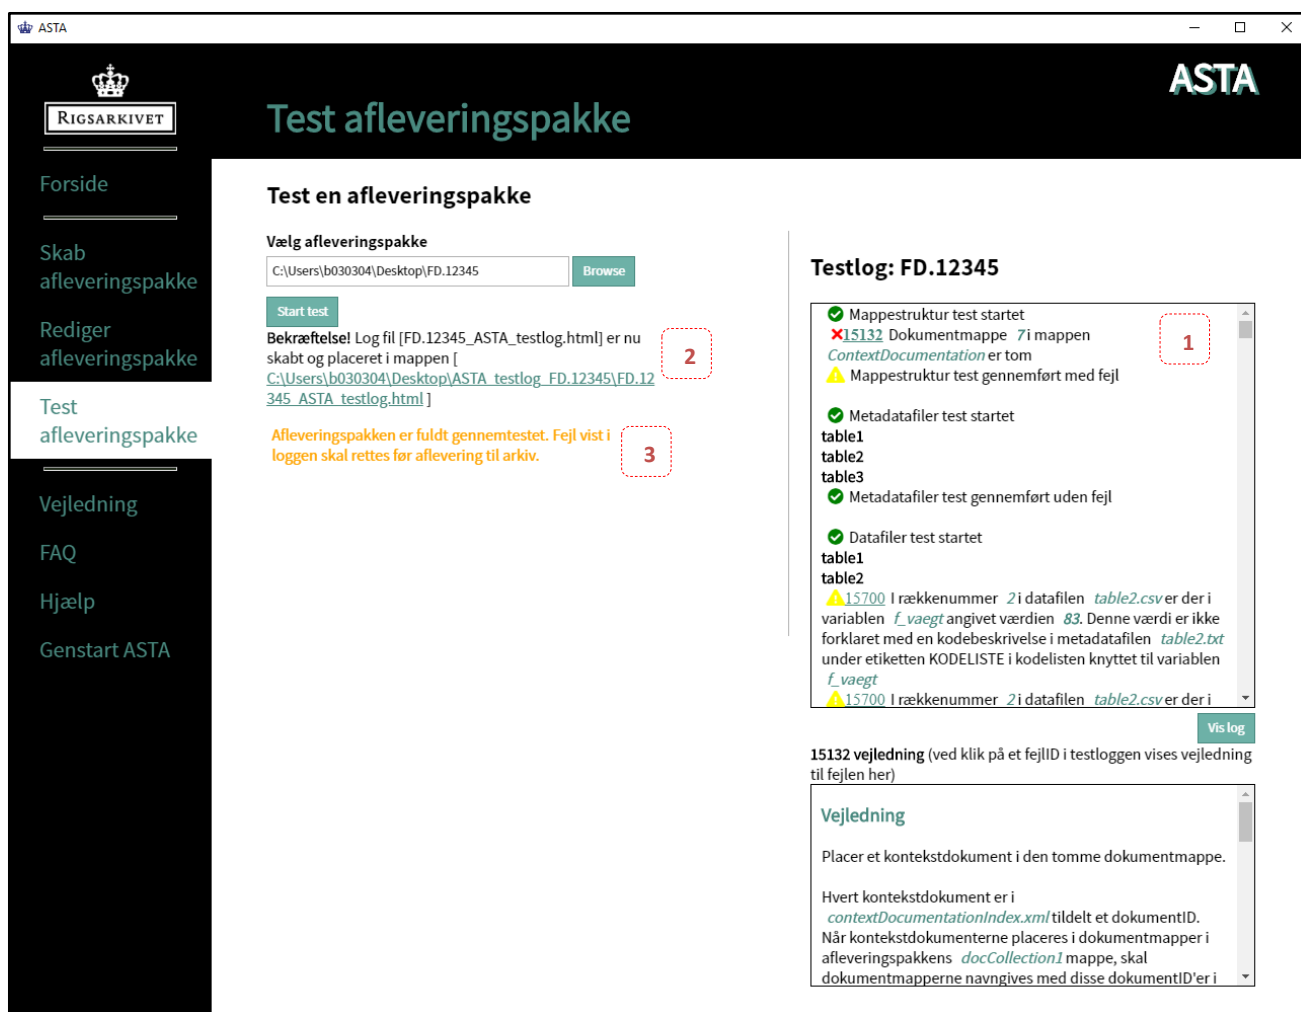 ASTA
RIGSARKIVET
ASTA
Test afleveringspakke
Forside
Skab
afleveringspakke
Rediger
afleveringspakke
Test
afleveringspakke
Vejledning
FAQ
Hjælp
Genstart ASTA
Test en afleveringspakke
Vælg afleveringspakke
C:\Users\b030304\Desktop\FD.12345
Browse
Start test
Bekræftelse! Log fil [FD.12345_ASTA_testlog.html] er nu
skabt og placeret i mappen [
C:\Users\b030304\Desktop\ASTA_testlog_FD.12345\FD.12
345_ASTA_testlog.html ]
2
Afleveringspakken er fuldt gennemtestet. Fejl vist i
loggen skal rettes før aflevering til arkiv.
3
Testlog: FD.12345
Mappestruktur test startet
15132 Dokumentmappe 7 i mappen
ContextDocumentation er tom
1
Mappestruktur test gennemført med fejl
Metadatafiler test startet
table1
table2
table3
Metadatafiler test gennemført uden fejl
Datafiler test startet
table1
table2
15700 I rækkenummer 2 i datafilen table2.csv er der i
variablen f_vaegt angivet værdien 83. Denne værdi er ikke
forklaret med en kodebeskrivelse i metadatafilen table2.txt
under etiketten KODELISTE i kodelisten knyttet til variablen
f_vaegt
15700 I rækkenummer 2 i datafilen table2.csv er der i
Vis log
15132 vejledning (ved klik på et fejlID i testloggen vises vejledning
til fejlen her)
Vejledning
Placer et kontekstdokument i den tomme dokumentmappe.
Hvert kontekstdokument er i
contextDocumentationIndex.xml tildelt et dokumentID.
Når kontekstdokumenterne placeres i dokumentmapper i
afleveringspakkens docCollection1 mappe, skal
dokumentmapperne navngives med disse dokumentID'er i